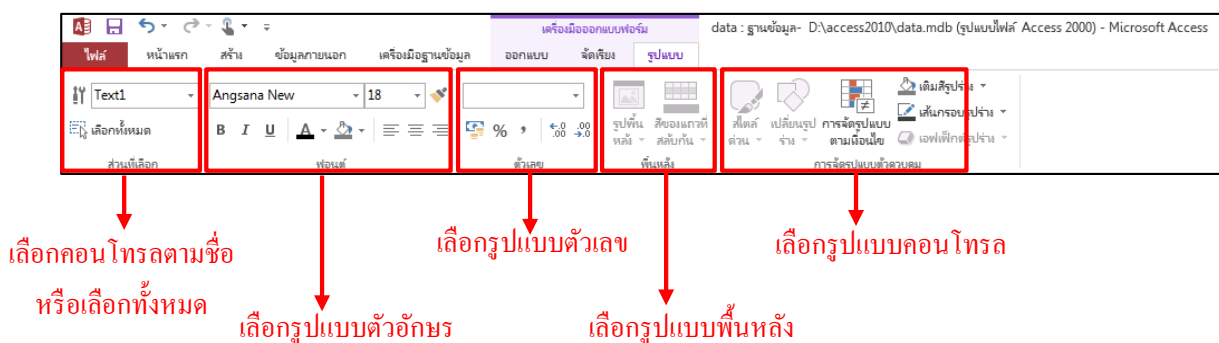 เครื่องมือออกแบบฟอร์ม
data : ฐานข้อมูล- D:\access2010\data.mdb (รูปแบบไฟล์ Access 2000) - Microsoft Access
ไฟล์ หน้าแรก สร้าง ข้อมูลภายนอก เครื่องมือฐานข้อมูล ออกแบบ จัดเรียง รูปแบบ
Text1
เลือกทั้งหมด
ส่วนที่เลือก
Angsana New 18
B I U A
ฟอนต์
% , .00
ตัวเลข
รูปพื้นหลัง
สีของแถวที่สลับกัน
พื้นหลัง
สไตล์ด่วน
เปลี่ยนรูปร่าง
การจัดรูปแบบตามเงื่อนไข
เติมสีรูปร่าง
เส้นกรอบรูปร่าง
เอฟเฟ็กต์รูปร่าง
การจัดรูปแบบตัวควบคุม
เลือกคอนโทรลตามชื่อ
หรือเลือกทั้งหมด
เลือกรูปแบบตัวอักษร
เลือกรูปแบบตัวเลข
เลือกรูปแบบพื้นหลัง
เลือกรูปแบบคอนโทรล